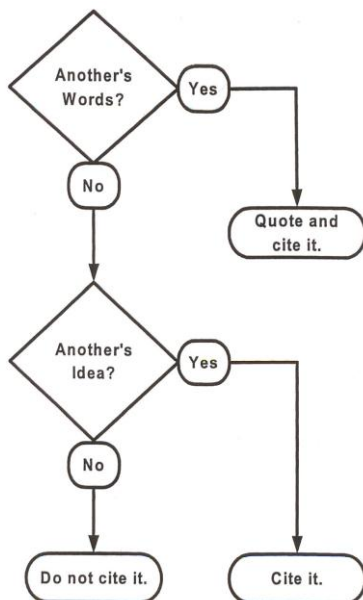 Another's
Words?
Yes
No
Quote and
cite it.
Another's
Idea?
Yes
No
Do not cite it.
Cite it.